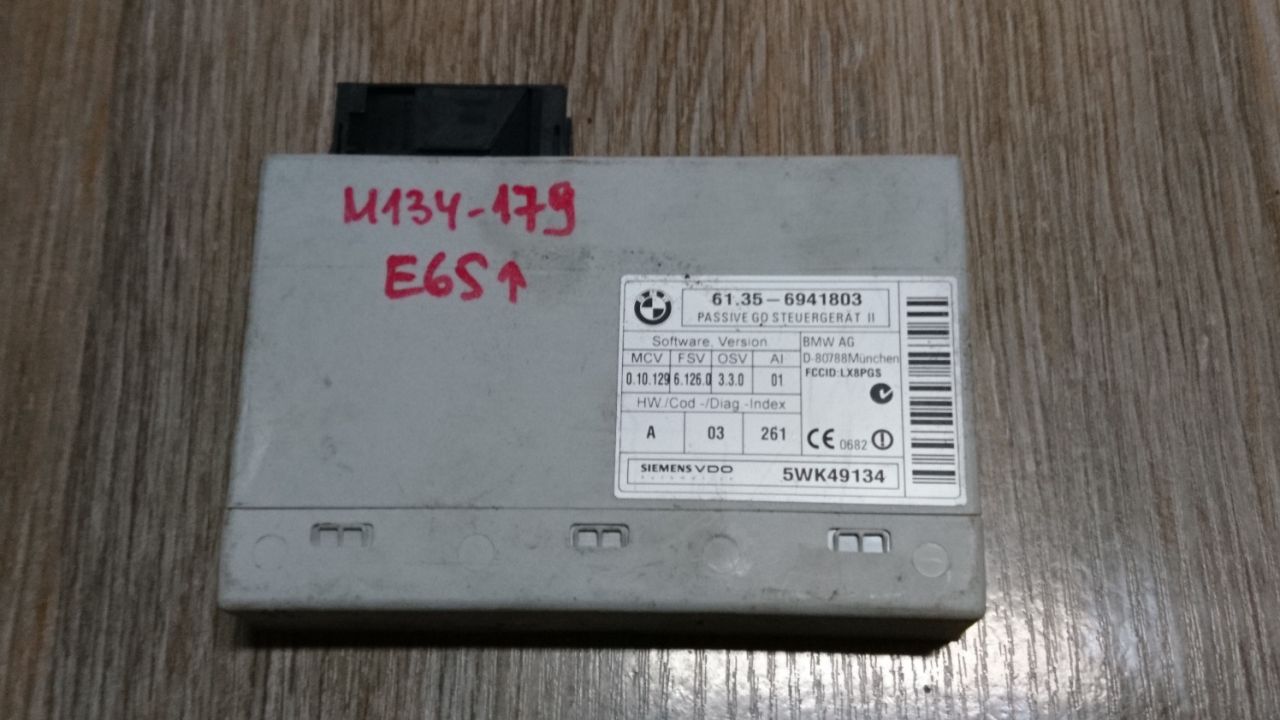 M134-179
E65↑
61.35-6941803
PASSIVE GO STEUERGERÄT II
Software, Version
MCV FSV OSV AI
0.10.129 6.126.0 3.3.0 01
HW./Cod -/Diag -Index
A 03 261
BMW AG
D-80788München
FCCID:LX8PGS
CE 0682
SIEMENS VDO
Automotive
5WK49134